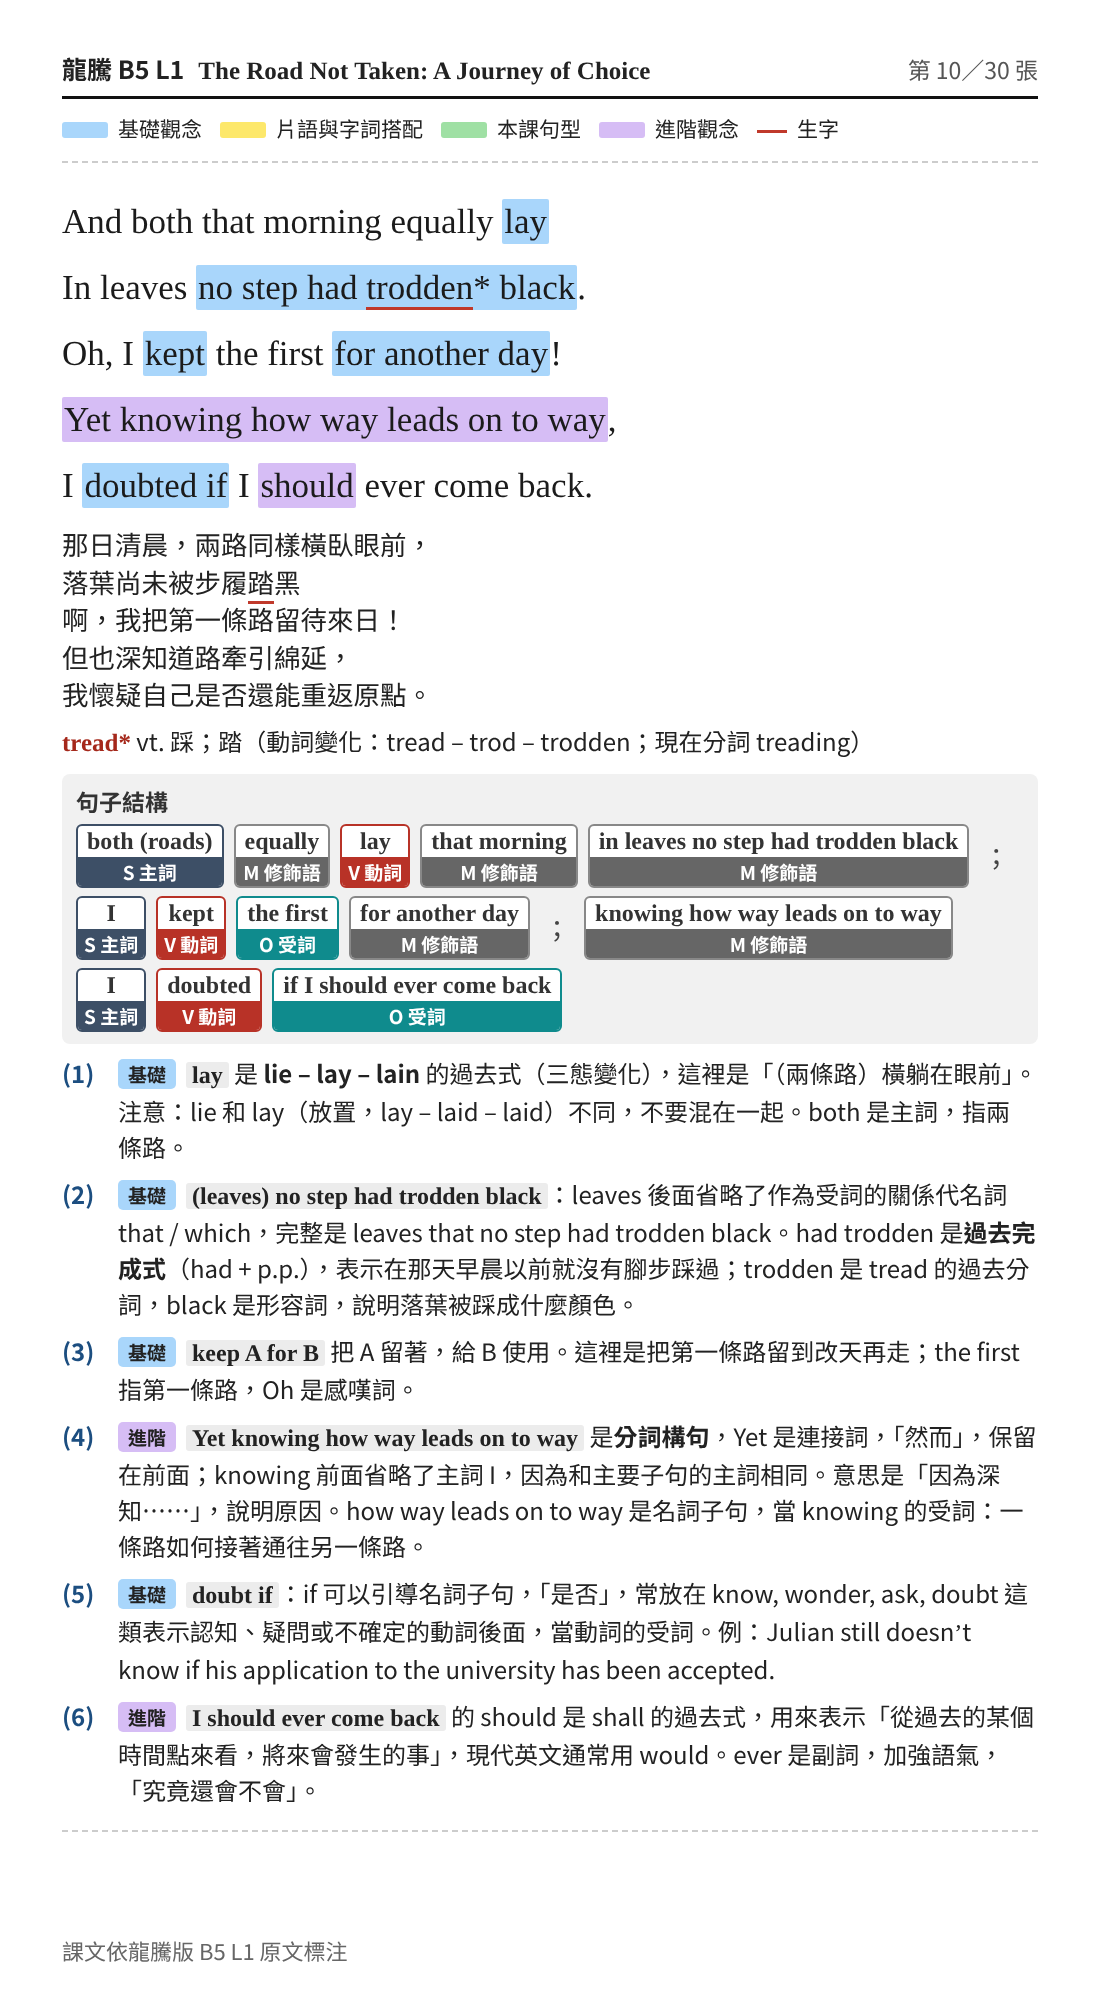 龍騰 B5 L1 The Road Not Taken: A Journey of Choice 第 10／30 張
基礎觀念 片語與字詞搭配 本課句型 進階觀念 生字
And both that morning equally lay
In leaves no step had trodden* black.
Oh, I kept the first for another day!
Yet knowing how way leads on to way,
I doubted if I should ever come back.
那日清晨，兩路同樣橫臥眼前，
落葉尚未被步履踏黑
啊，我把第一條路留待來日！
但也深知道路牽引綿延，
我懷疑自己是否還能重返原點。
tread* vt. 踩；踏（動詞變化：tread – trod – trodden；現在分詞 treading）
句子結構
both (roads) equally lay that morning in leaves no step had trodden black ；
S 主詞 M 修飾語 V 動詞 M 修飾語 M 修飾語
I kept the first for another day ； knowing how way leads on to way
S 主詞 V 動詞 O 受詞 M 修飾語 M 修飾語
I doubted if I should ever come back
S 主詞 V 動詞 O 受詞
(1) 基礎 lay 是 lie – lay – lain 的過去式（三態變化），這裡是「（兩條路）橫躺在眼前」。
注意：lie 和 lay（放置，lay – laid – laid）不同，不要混在一起。both 是主詞，指兩
條路。
(2) 基礎 (leaves) no step had trodden black：leaves 後面省略了作為受詞的關係代名詞
that / which，完整是 leaves that no step had trodden black。had trodden 是過去完
成式（had + p.p.），表示在那天早晨以前就沒有腳步踩過；trodden 是 tread 的過去分
詞，black 是形容詞，說明落葉被踩成什麼顏色。
(3) 基礎 keep A for B 把 A 留著，給 B 使用。這裡是把第一條路留到改天再走；the first
指第一條路，Oh 是感嘆詞。
(4) 進階 Yet knowing how way leads on to way 是分詞構句，Yet 是連接詞，「然而」，保留
在前面；knowing 前面省略了主詞 I，因為和主要子句的主詞相同。意思是「因為深
知……」，說明原因。how way leads on to way 是名詞子句，當 knowing 的受詞：一
條路如何接著通往另一條路。
(5) 基礎 doubt if：if 可以引導名詞子句，「是否」，常放在 know, wonder, ask, doubt 這
類表示認知、疑問或不確定的動詞後面，當動詞的受詞。例：Julian still doesn’t
know if his application to the university has been accepted.
(6) 進階 I should ever come back 的 should 是 shall 的過去式，用來表示「從過去的某個
時間點來看，將來會發生的事」，現代英文通常用 would。ever 是副詞，加強語氣，
「究竟還會不會」。
課文依龍騰版 B5 L1 原文標注